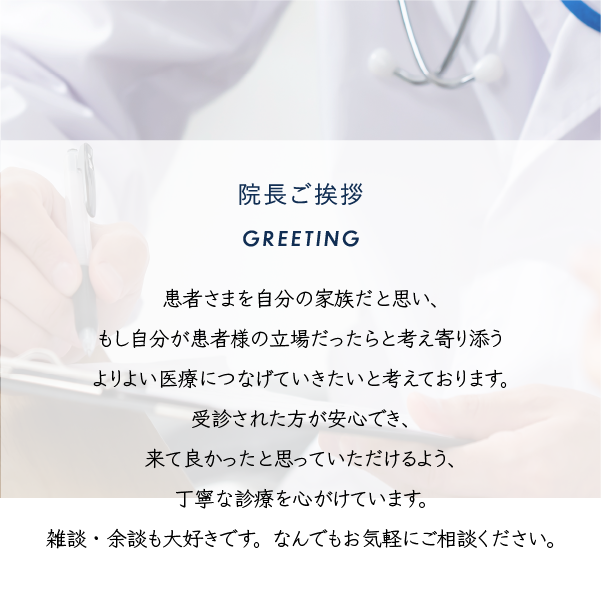 院長ご挨拶
GREETING
患者さまを自分の家族だと思い、
もし自分が患者様の立場だったらと考え寄り添う
よりよい医療につなげていきたいと考えております。
受診された方が安心でき、
来て良かったと思っていただけるよう、
丁寧な診療を心がけています。
雑談・余談も大好きです。なんでもお気軽にご相談ください。